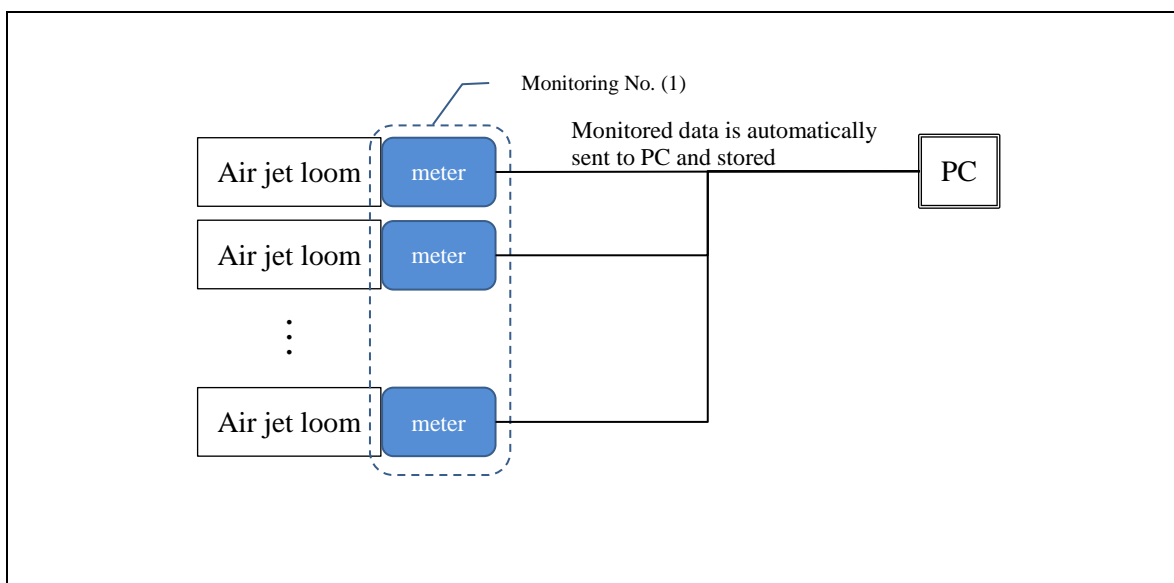 Monitoring No. (1)
Monitored data is automatically
sent to PC and stored
PC
Air jet loom
meter
Air jet loom
meter
Air jet loom
meter